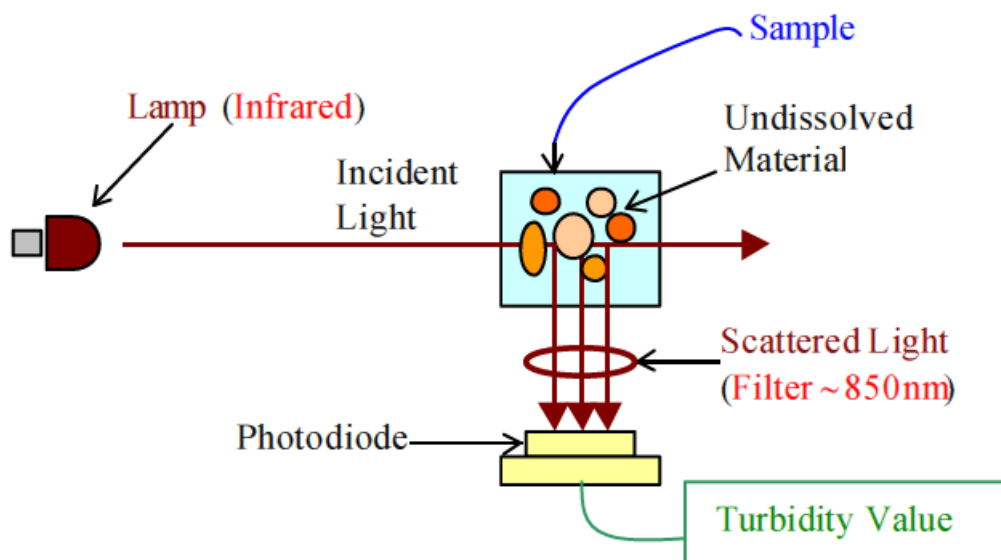 Sample
Lamp (Infrared)
Undissolved
Material
Incident
Light
Scattered Light
(Filter ~ 850nm)
Photodiode
Turbidity Value